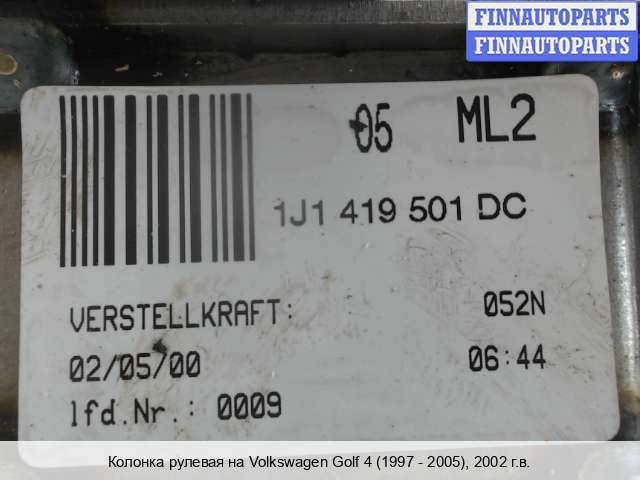 FINNAUTOPARTS
FINNAUTOPARTS
05 ML2
1J1 419 501 DC
VERSTELLKRAFT: 052N
02/05/00 06:44
lfd.Nr.: 0009
Колонка рулевая на Volkswagen Golf 4 (1997 - 2005), 2002 г.в.